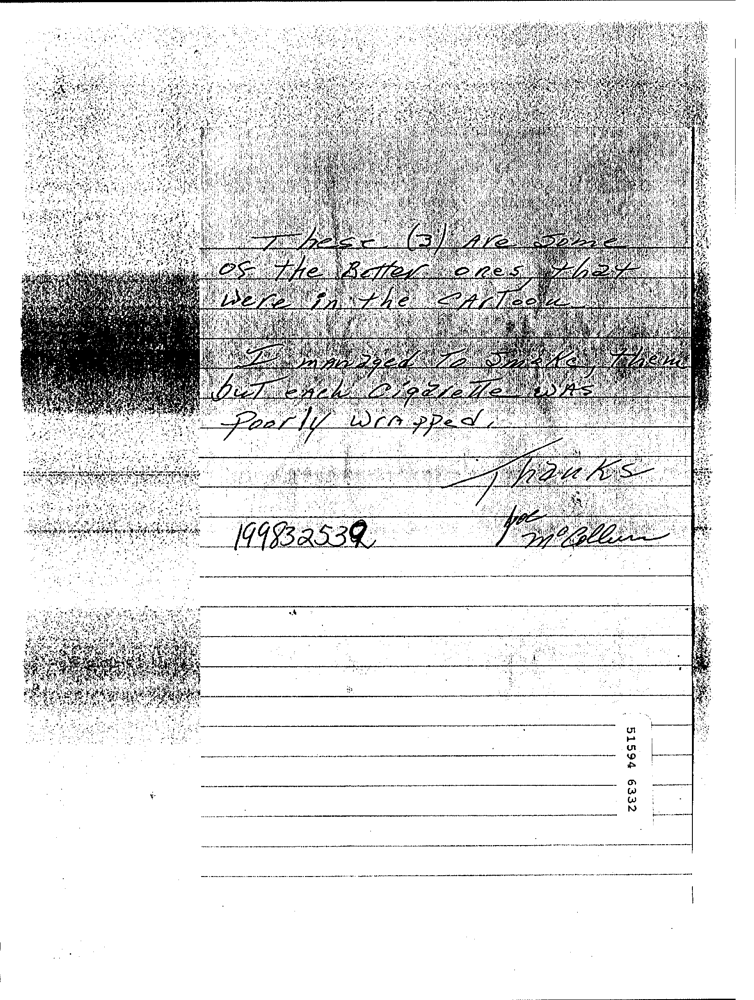 These (3) Are Some
of the Better ones that
were in the CArToon
I managed To Smoke, them
buT each CigareTTe wAs
Poorly wrapped.
Thanks
Joe
McCollum
199832539
51594 6332